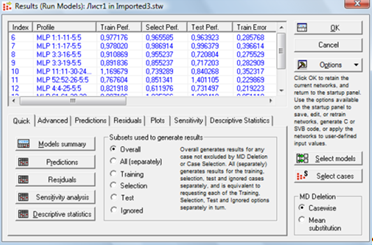 Results (Run Models): Лист1 in Imported3.stw
Index Profile Train Perf. Select Perf. Test Perf. Train Error
6 MLP 1:1-11-5:5 0,977176 0,965585 0,963923 0,285768
7 MLP 1:1-11-5:5 0,978020 0,986914 0,996379 0,396614
8 MLP 3:3-16-5:5 0,910869 0,955237 0,720804 0,255529
9 MLP 3:3-19-5:5 0,891836 0,855237 0,717203 0,282909
10 MLP 11:11-30-24... 1,169679 0,739289 0,840268 0,352317
11 MLP 52:52-26-5:5 0,767604 0,851341 1,401105 0,229869
12 MLP 4:4-25-5:5 0,821918 0,611976 0,731497 0,219223
Quick Advanced Predictions Residuals Plots Sensitivity Descriptive Statistics
Models summary
Predictions
Residuals
Sensitivity analysis
Descriptive statistics
Subsets used to generate results
Overall
All (separately)
Training
Selection
Test
Ignored
Overall generates results for any
case not excluded by MD Deletion
or Case Selection. All (separately)
generates results for the training,
selection, test and ignored cases
separately, and is equivalent to
requesting each of the Training,
Selection, Test and Ignored options
separately in turn.
OK
Cancel
Options
Click OK to retain the
current networks, and
return to the startup panel.
Use the options available
on the startup panel to
save, edit, or retain
networks, generate C or
SVB code, or apply the
networks to user-defined
input values.
Select models
Select cases
MD Deletion
Casewise
Mean
substitution